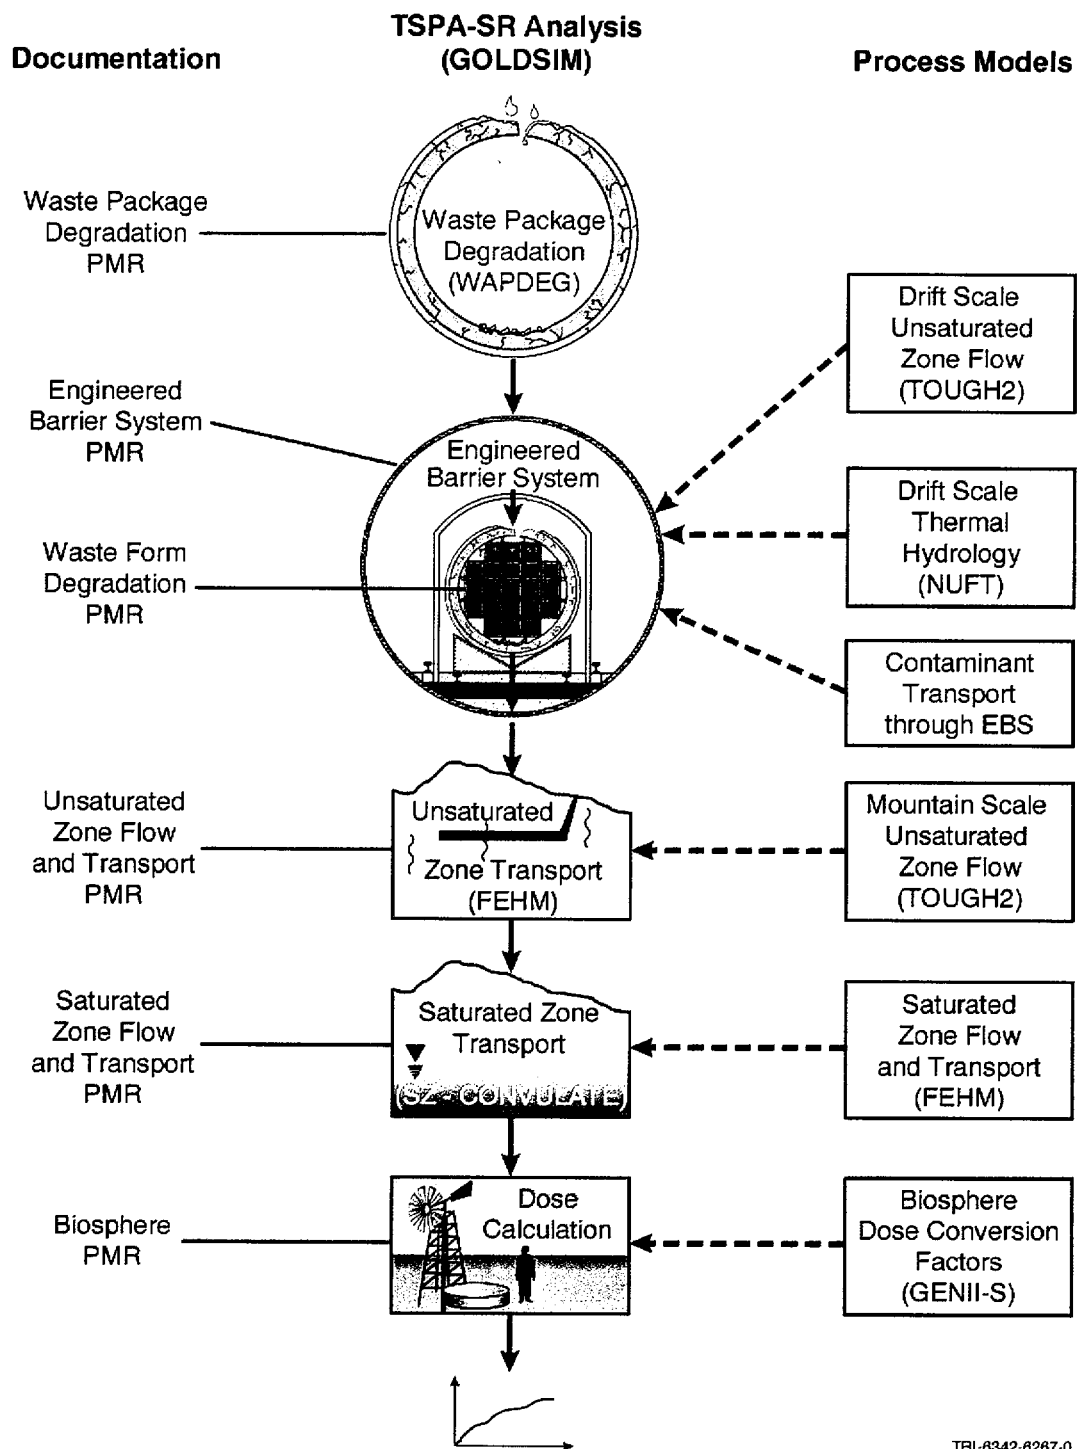 Documentation
TSPA-SR Analysis
(GOLDSIM)
Process Models
Waste Package
Degradation
PMR
Waste Package
Degradation
(WAPDEG)
Drift Scale
Unsaturated
Zone Flow
(TOUGH2)
Engineered
Barrier System
PMR
Engineered
Barrier System
Drift Scale
Thermal
Hydrology
(NUFT)
Waste Form
Degradation
PMR
Contaminant
Transport
through EBS
Unsaturated
Zone Flow
and Transport
PMR
Unsaturated
Zone Transport
(FEHM)
Mountain Scale
Unsaturated
Zone Flow
(TOUGH2)
Saturated
Zone Flow
and Transport
PMR
Saturated Zone
Transport
(SZ - CONVULATE)
Saturated
Zone Flow
and Transport
(FEHM)
Biosphere
PMR
Dose
Calculation
Biosphere
Dose Conversion
Factors
(GENII-S)
TRI-6342-6267-0